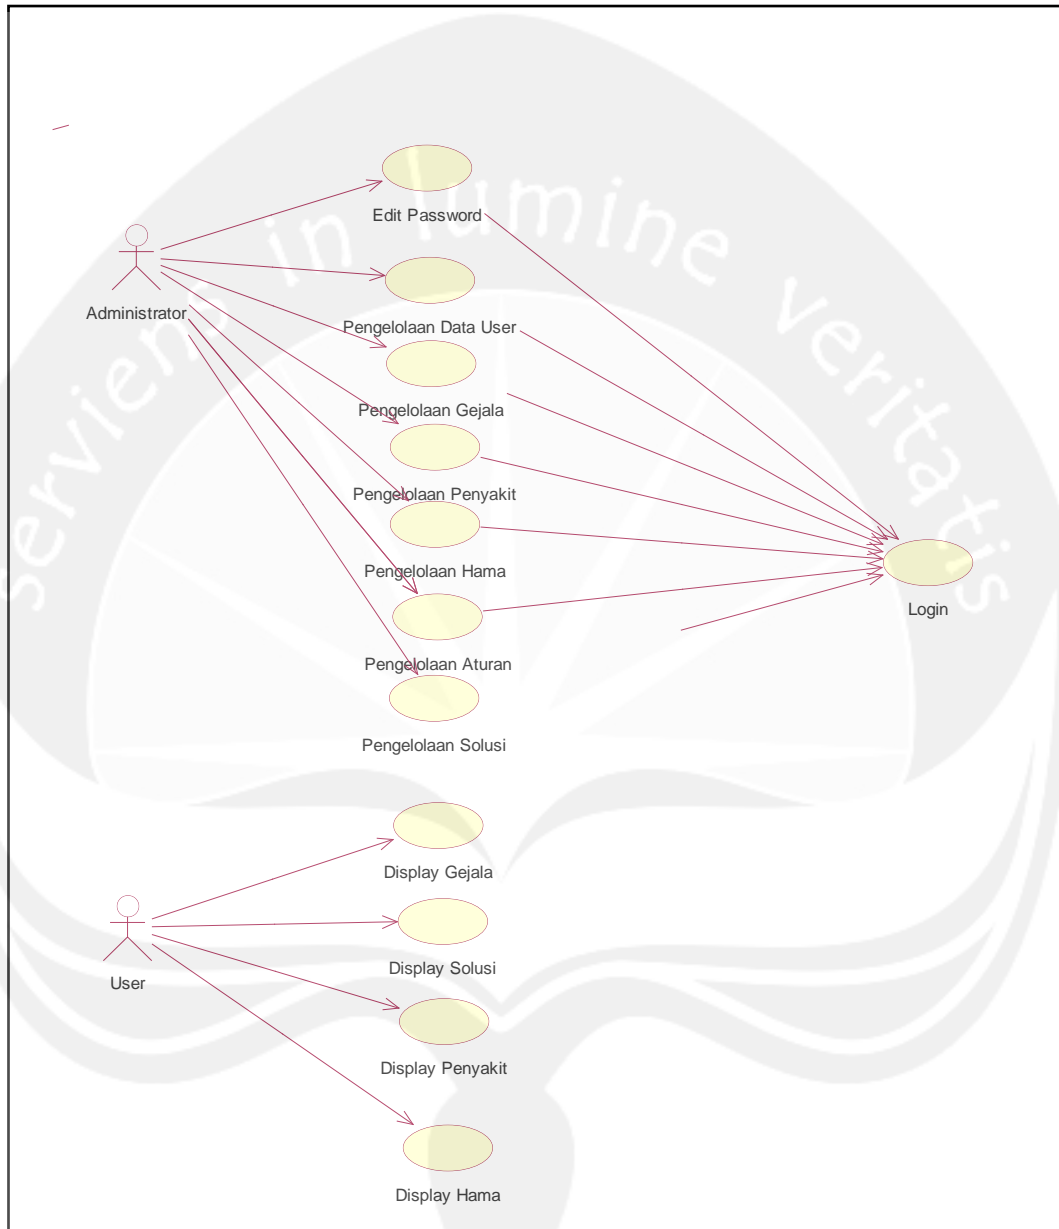 serviens in lumine veritatis
Edit Password
Administrator
Pengelolaan Data User
Pengelolaan Gejala
Pengelolaan Penyakit
Pengelolaan Hama
Login
Pengelolaan Aturan
Pengelolaan Solusi
Display Gejala
Display Solusi
User
Display Penyakit
Display Hama